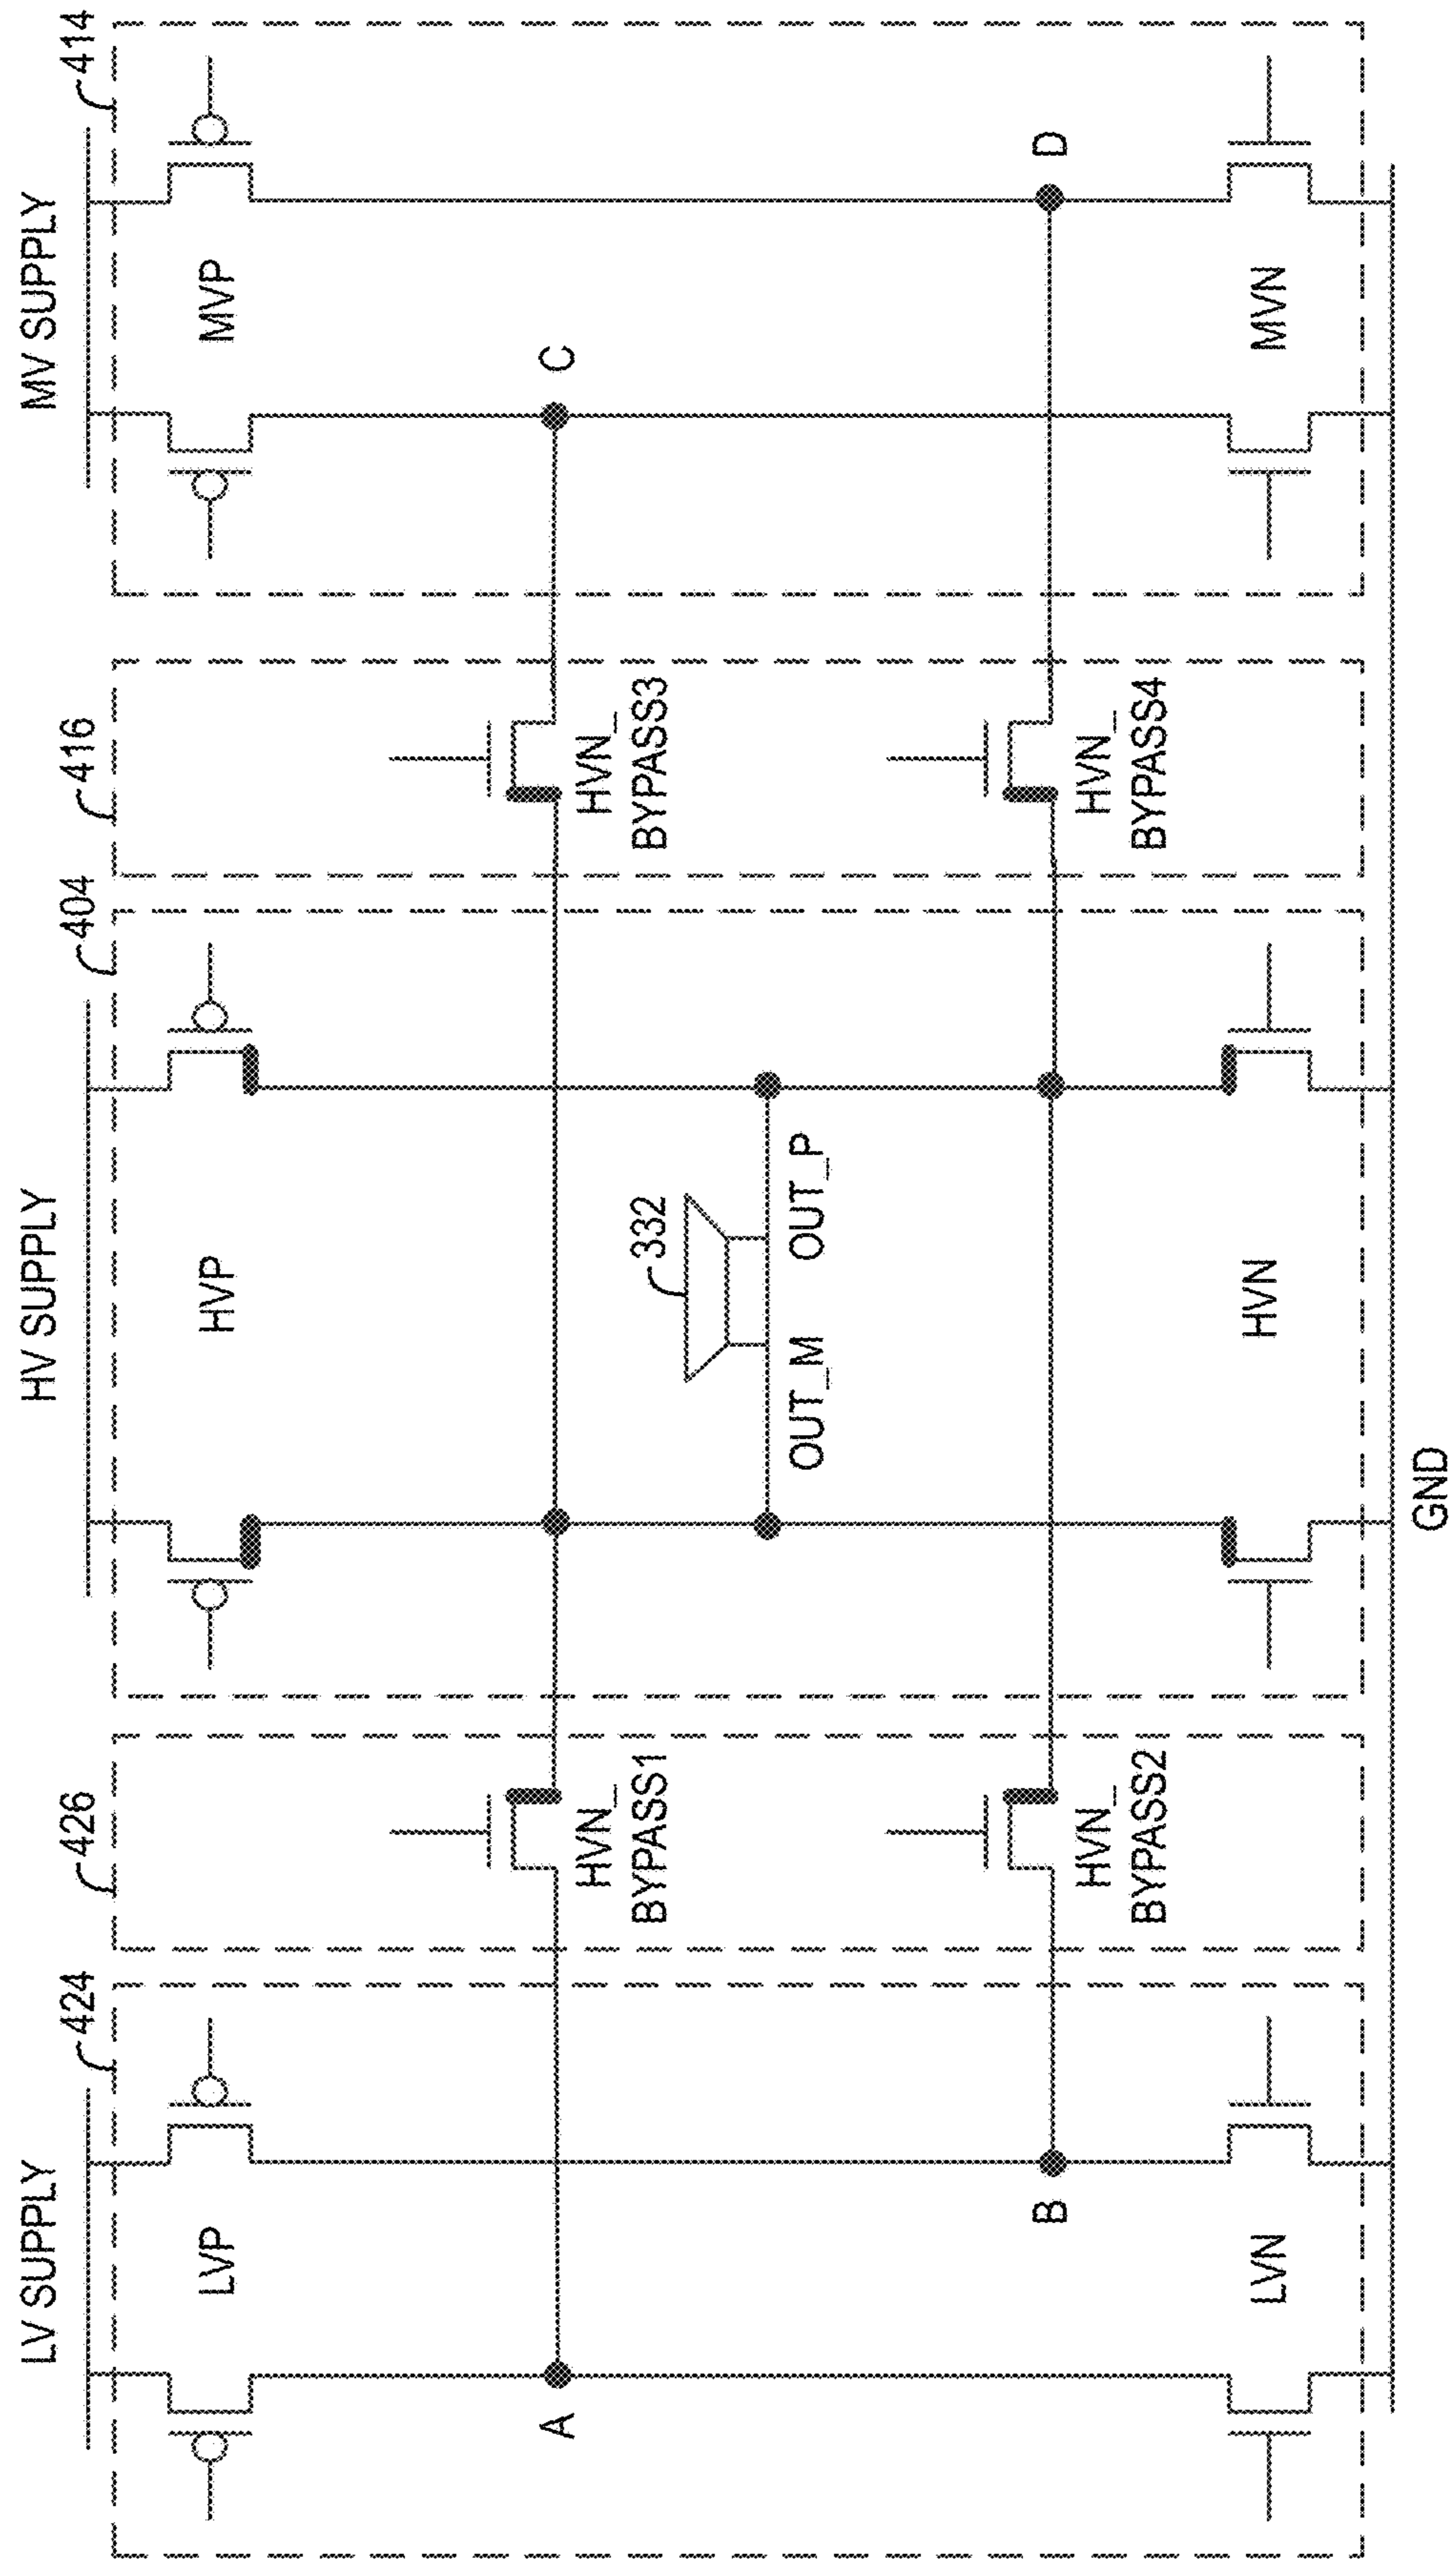 LV SUPPLY
HV SUPPLY
MV SUPPLY
424
426
404
416
414
LVP
HVP
MVP
A
C
HVN_
BYPASS1
HVN_
BYPASS3
332
OUT_M
OUT_P
B
D
HVN_
BYPASS2
HVN_
BYPASS4
LVN
HVN
MVN
GND